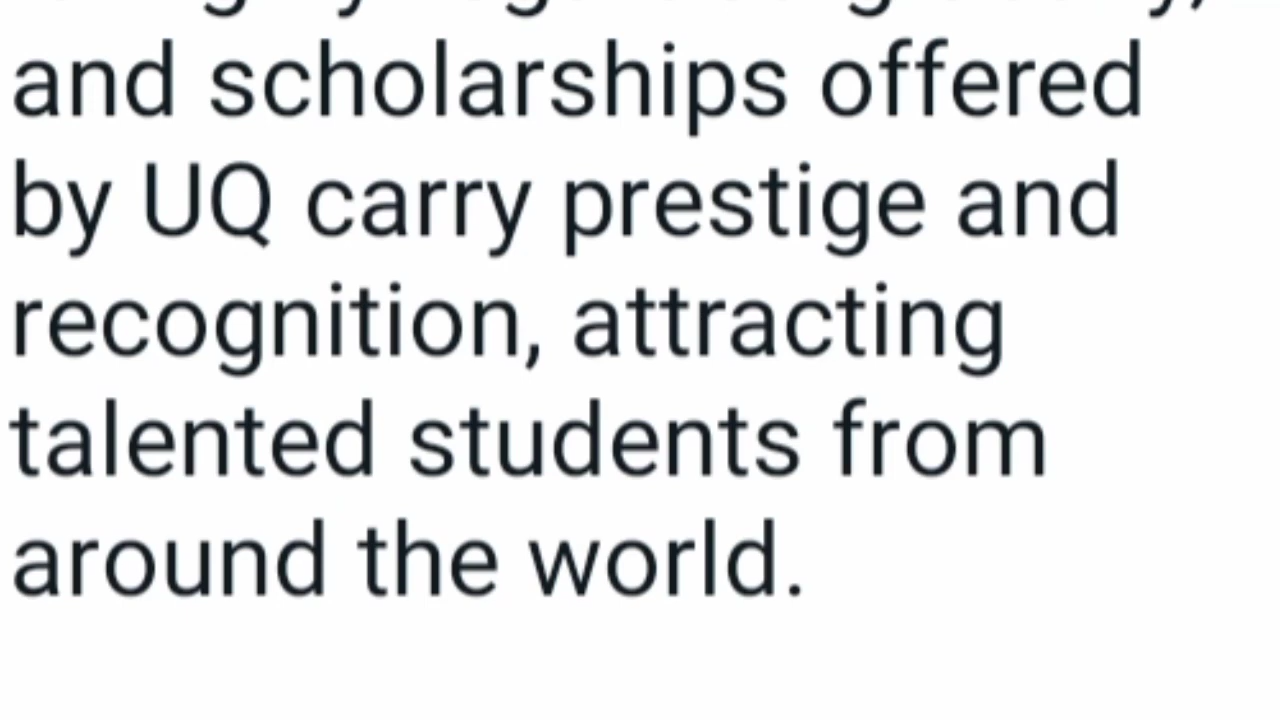 and scholarships offered
by UQ carry prestige and
recognition, attracting
talented students from
around the world.